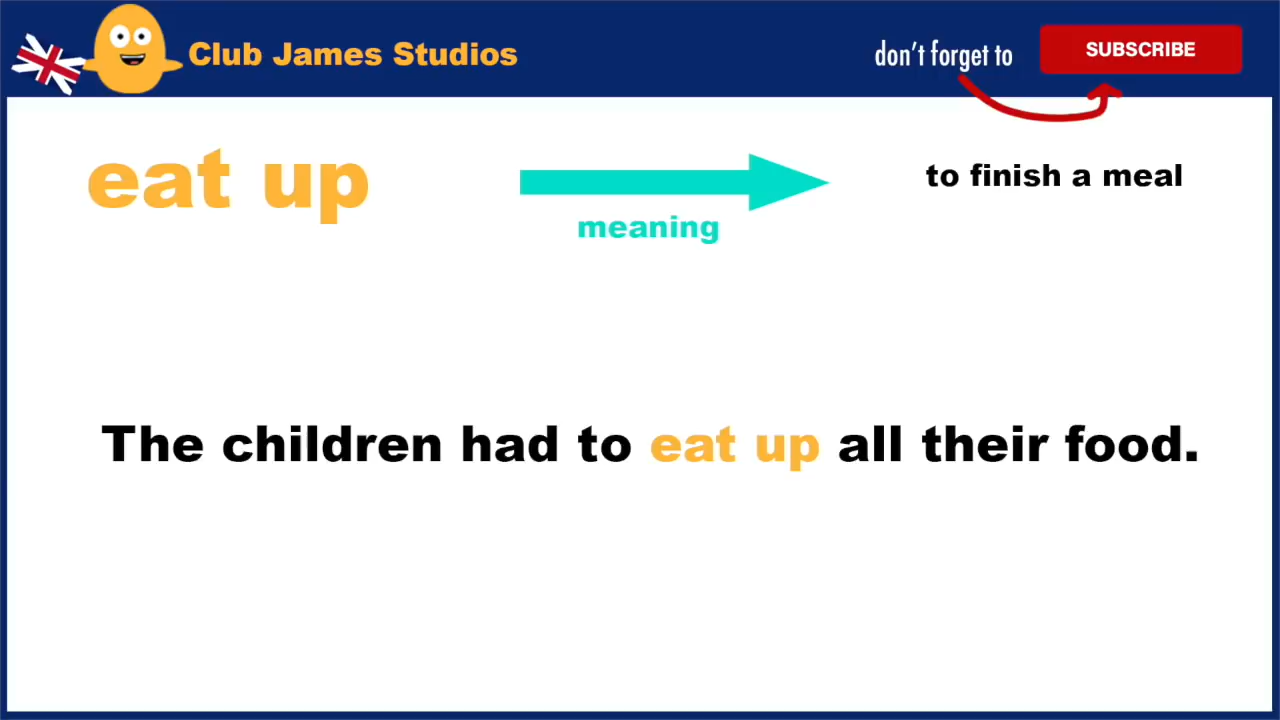 Club James Studios
don't forget to
SUBSCRIBE
eat up
meaning
to finish a meal
The children had to eat up all their food.